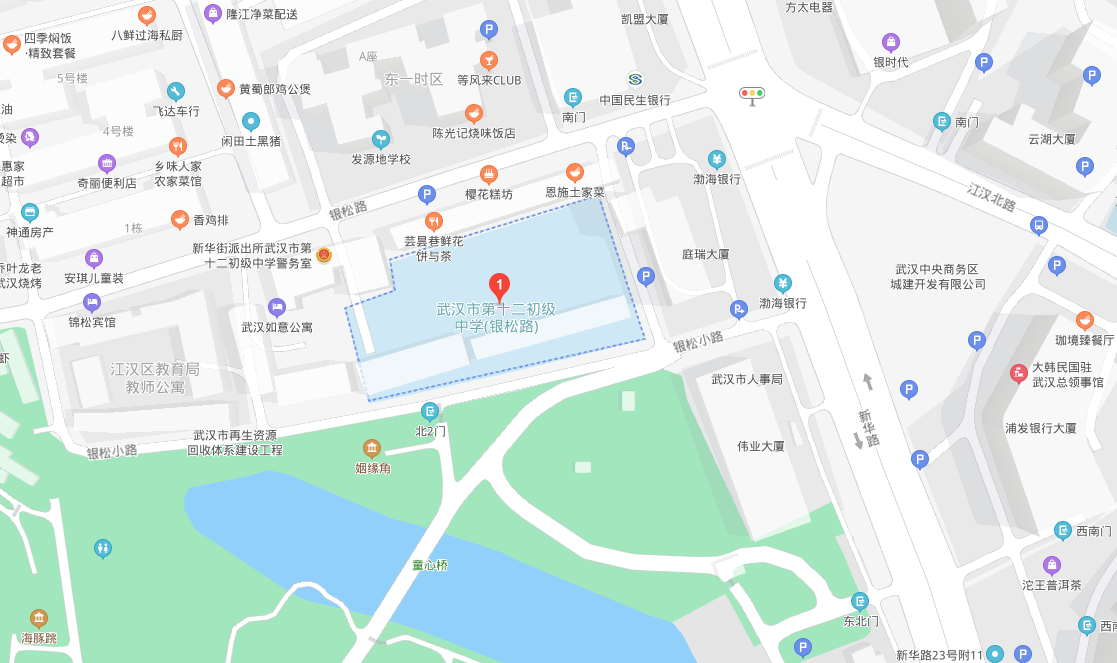 隆江净菜配送
凯盟大厦
方太电器
四季焖饭
·精致套餐
八鲜过海私厨
A座
东一时区
等风来CLUB
银时代
5号楼
黄蜀郎鸡公煲
中国民生银行
飞达车行
南门
南门
油
4号楼
闲田土黑猪
陈光记烧味饭店
云湖大厦
发源地学校
惠家
超市
奇丽便利店
乡味人家
农家菜馆
樱花糕坊
恩施土家菜
渤海银行
江汉北路
银松路
神通房产
1栋
香鸡排
芸昙巷鲜花
饼与茶
新华街派出所武汉市第
十二初级中学警务室
庭瑞大厦
武汉中央商务区
城建开发有限公司
乔叶龙老
武汉烧烤
安琪儿童装
渤海银行
锦松宾馆
武汉如意公寓
1
武汉市第十二初级
中学(银松路)
银松小路
珈境臻餐厅
虾
江汉区教育局
教师公寓
武汉市人事局
大韩民国驻
武汉总领事馆
新华路
浦发银行大厦
北2门
武汉市再生资源
回收体系建设工程
银松小路
姻缘角
伟业大厦
西南门
童心桥
沱王普洱茶
海豚跳
东北门
西南
新华路23号附11